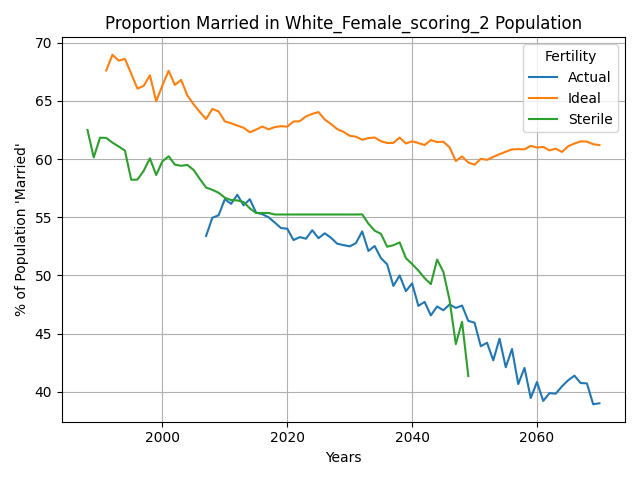 Proportion Married in White_Female_scoring_2 Population
70
65
60
55
50
45
40
% of Population 'Married'
2000
2020
2040
2060
Years
Fertility
Actual
Ideal
Sterile